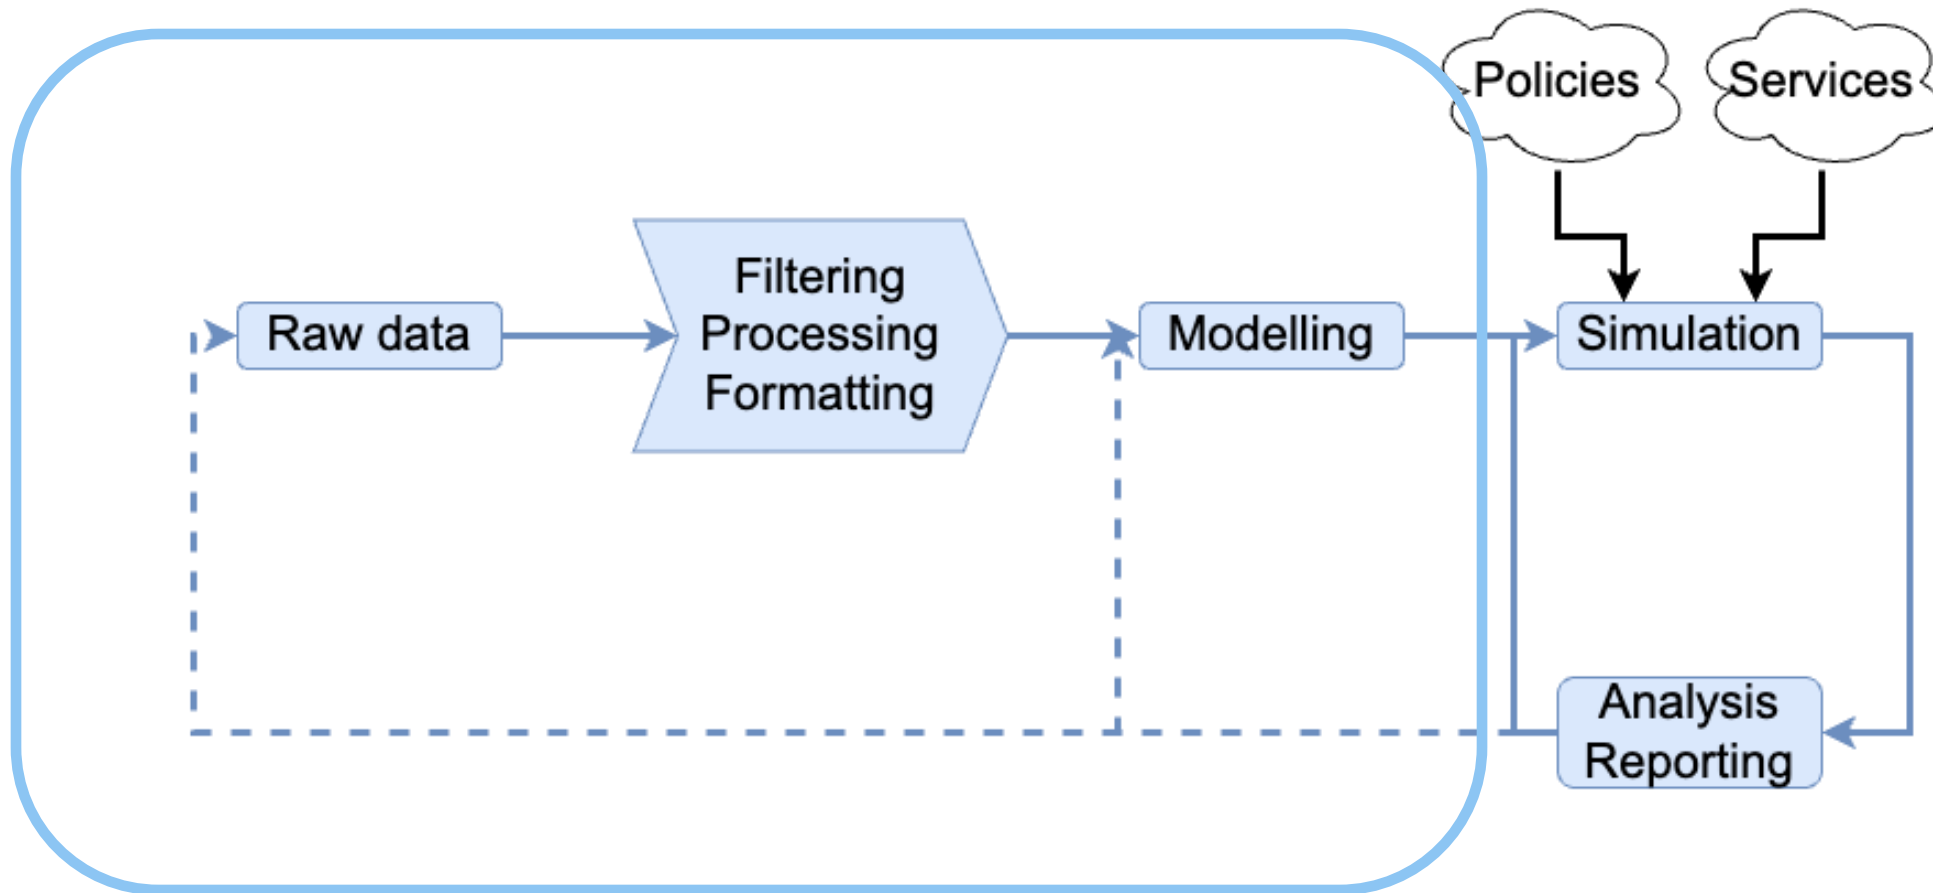 Policies
Services
Raw data
Filtering
Processing
Formatting
Modelling
Simulation
Analysis
Reporting